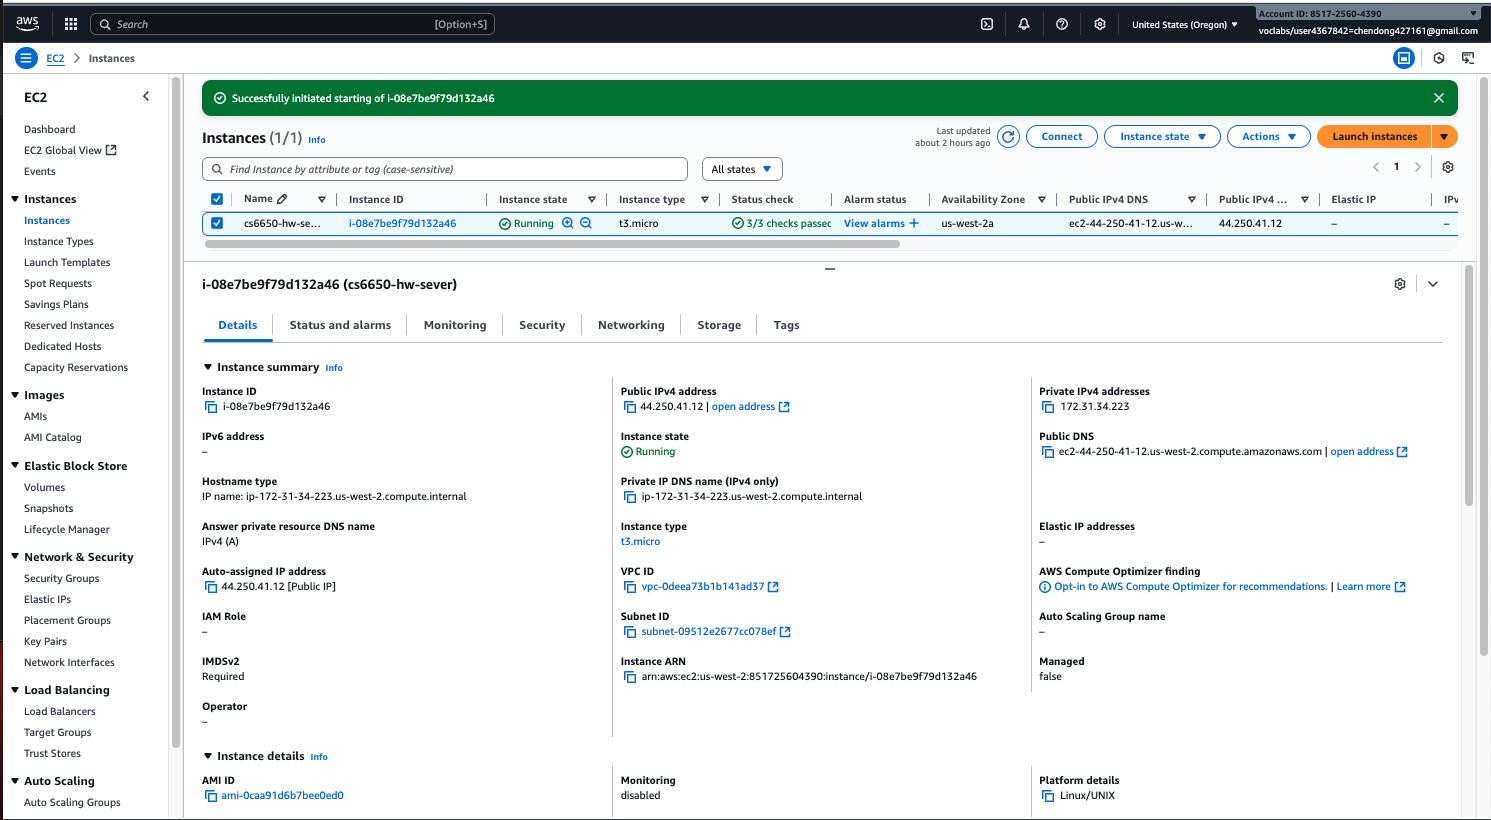 aws
Search
[Option+S]
United States (Oregon)
Account ID: 8517-2560-4390
voclabs/user4367842=chendong427161@gmail.com
EC2
Instances
EC2
Dashboard
EC2 Global View
Events
Instances
Instances
Instance Types
Launch Templates
Spot Requests
Savings Plans
Reserved Instances
Dedicated Hosts
Capacity Reservations
Images
AMIs
AMI Catalog
Elastic Block Store
Volumes
Snapshots
Lifecycle Manager
Network & Security
Security Groups
Elastic IPs
Placement Groups
Key Pairs
Network Interfaces
Load Balancing
Load Balancers
Target Groups
Trust Stores
Auto Scaling
Auto Scaling Groups
Successfully initiated starting of i-08e7be9f79d132a46
Instances (1/1) Info
Last updated
about 2 hours ago
Connect
Instance state
Actions
Launch instances
Find Instance by attribute or tag (case-sensitive)
All states
1
Name
Instance ID
Instance state
Instance type
Status check
Alarm status
Availability Zone
Public IPv4 DNS
Public IPv4 ...
Elastic IP
IPv
cs6650-hw-se...
i-08e7be9f79d132a46
Running
t3.micro
3/3 checks passed
View alarms +
us-west-2a
ec2-44-250-41-12.us-w...
44.250.41.12
–
–
i-08e7be9f79d132a46 (cs6650-hw-sever)
Details
Status and alarms
Monitoring
Security
Networking
Storage
Tags
Instance summary Info
Instance ID
i-08e7be9f79d132a46
Public IPv4 address
44.250.41.12 | open address
Private IPv4 addresses
172.31.34.223
IPv6 address
–
Instance state
Running
Public DNS
ec2-44-250-41-12.us-west-2.compute.amazonaws.com | open address
Hostname type
IP name: ip-172-31-34-223.us-west-2.compute.internal
Private IP DNS name (IPv4 only)
ip-172-31-34-223.us-west-2.compute.internal
Answer private resource DNS name
IPv4 (A)
Instance type
t3.micro
Elastic IP addresses
–
Auto-assigned IP address
44.250.41.12 [Public IP]
VPC ID
vpc-0deea73b1b141ad37
AWS Compute Optimizer finding
Opt-in to AWS Compute Optimizer for recommendations. | Learn more
IAM Role
–
Subnet ID
subnet-09512e2677cc078ef
Auto Scaling Group name
–
IMDSv2
Required
Instance ARN
arn:aws:ec2:us-west-2:851725604390:instance/i-08e7be9f79d132a46
Managed
false
Operator
–
Instance details Info
AMI ID
ami-0caa91d6b7bee0ed0
Monitoring
disabled
Platform details
Linux/UNIX